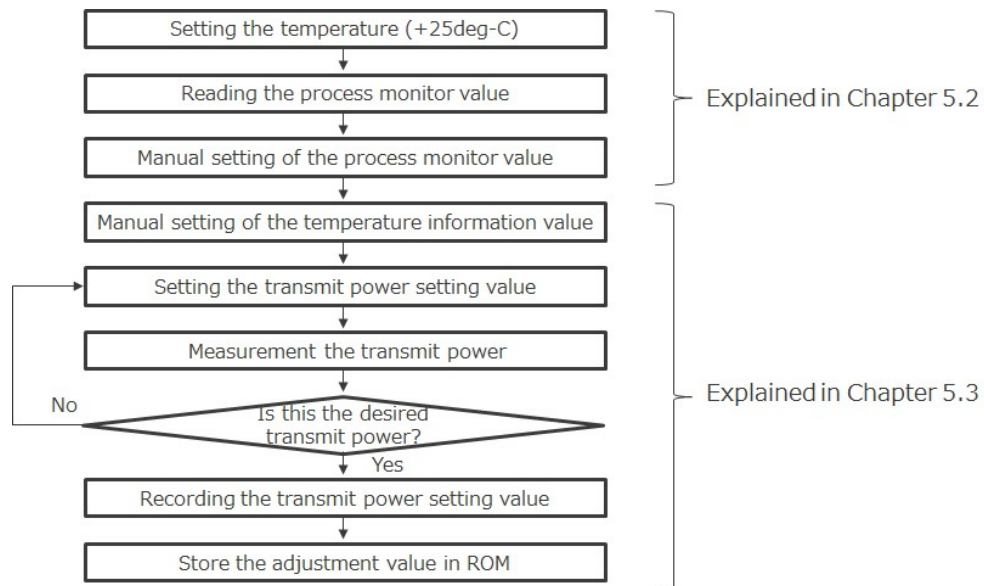 Setting the temperature (+25deg-C)
Reading the process monitor value
Manual setting of the process monitor value
Explained in Chapter 5.2
Manual setting of the temperature information value
Setting the transmit power setting value
Measurement the transmit power
No
Is this the desired
transmit power?
Yes
Recording the transmit power setting value
Store the adjustment value in ROM
Explained in Chapter 5.3